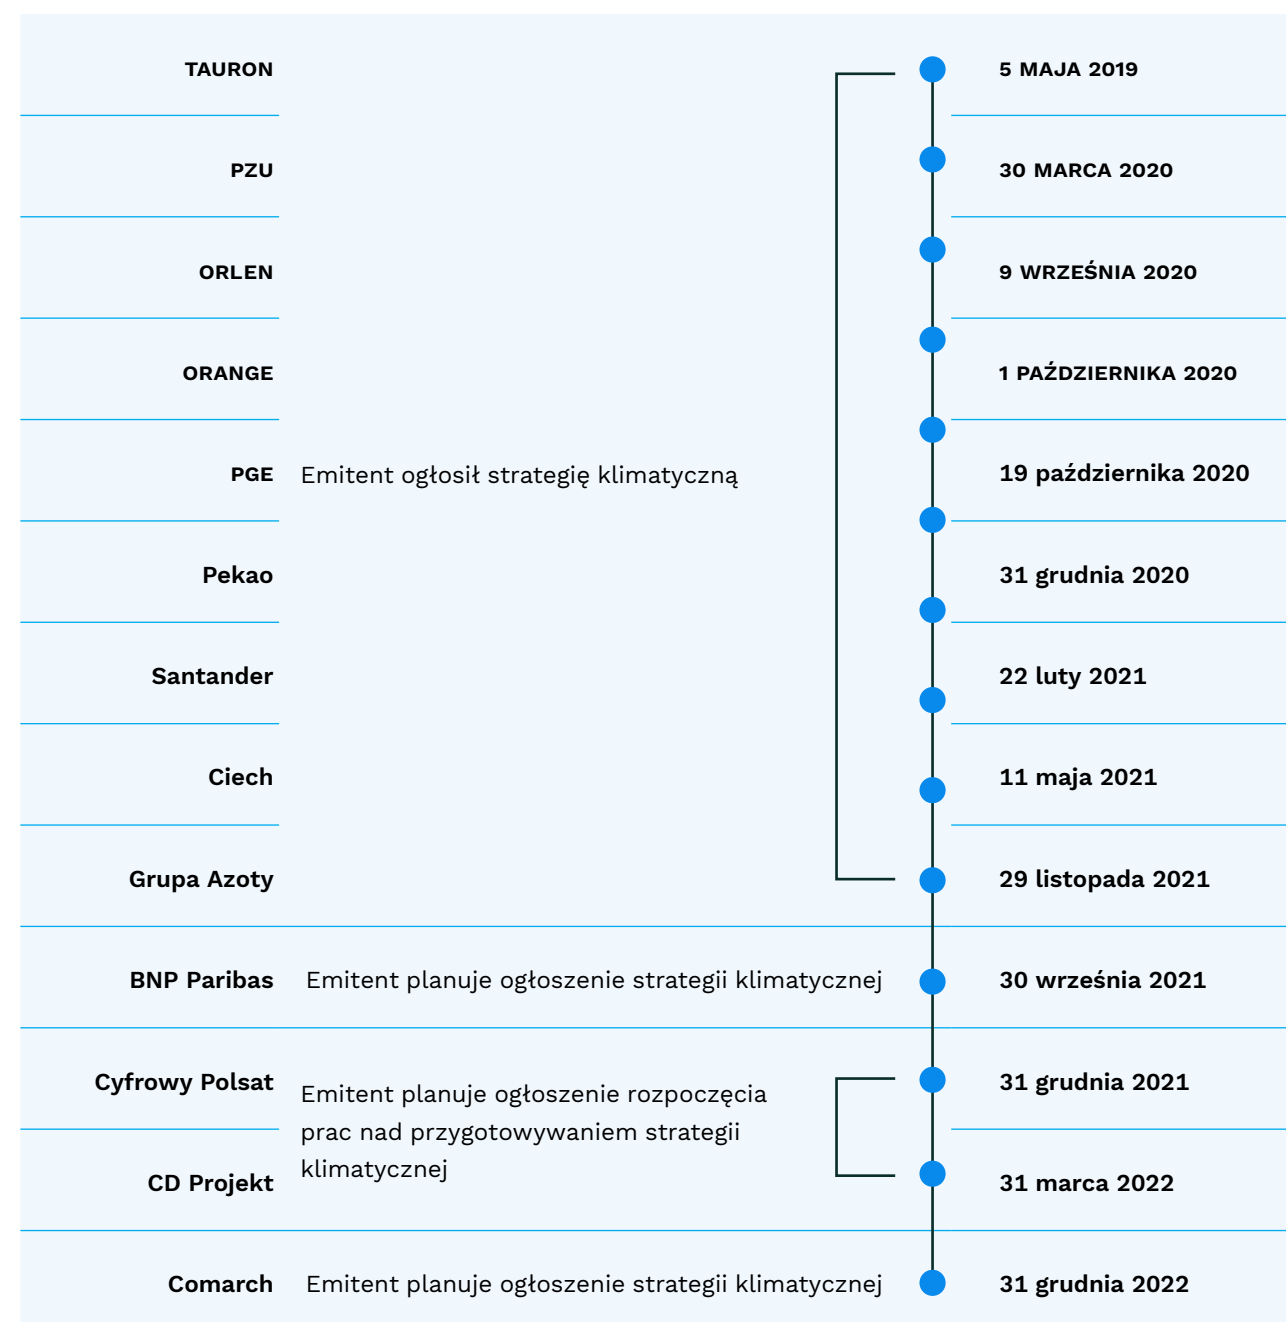 TAURON 5 MAJA 2019
PZU 30 MARCA 2020
ORLEN 9 WRZEŚNIA 2020
ORANGE 1 PAŹDZIERNIKA 2020
PGE Emitent ogłosił strategię klimatyczną 19 października 2020
Pekao 31 grudnia 2020
Santander 22 luty 2021
Ciech 11 maja 2021
Grupa Azoty 29 listopada 2021
BNP Paribas Emitent planuje ogłoszenie strategii klimatycznej 30 września 2021
Cyfrowy Polsat 31 grudnia 2021
Emitent planuje ogłoszenie rozpoczęcia
prac nad przygotowywaniem strategii
klimatycznej
CD Projekt 31 marca 2022
Comarch Emitent planuje ogłoszenie strategii klimatycznej 31 grudnia 2022